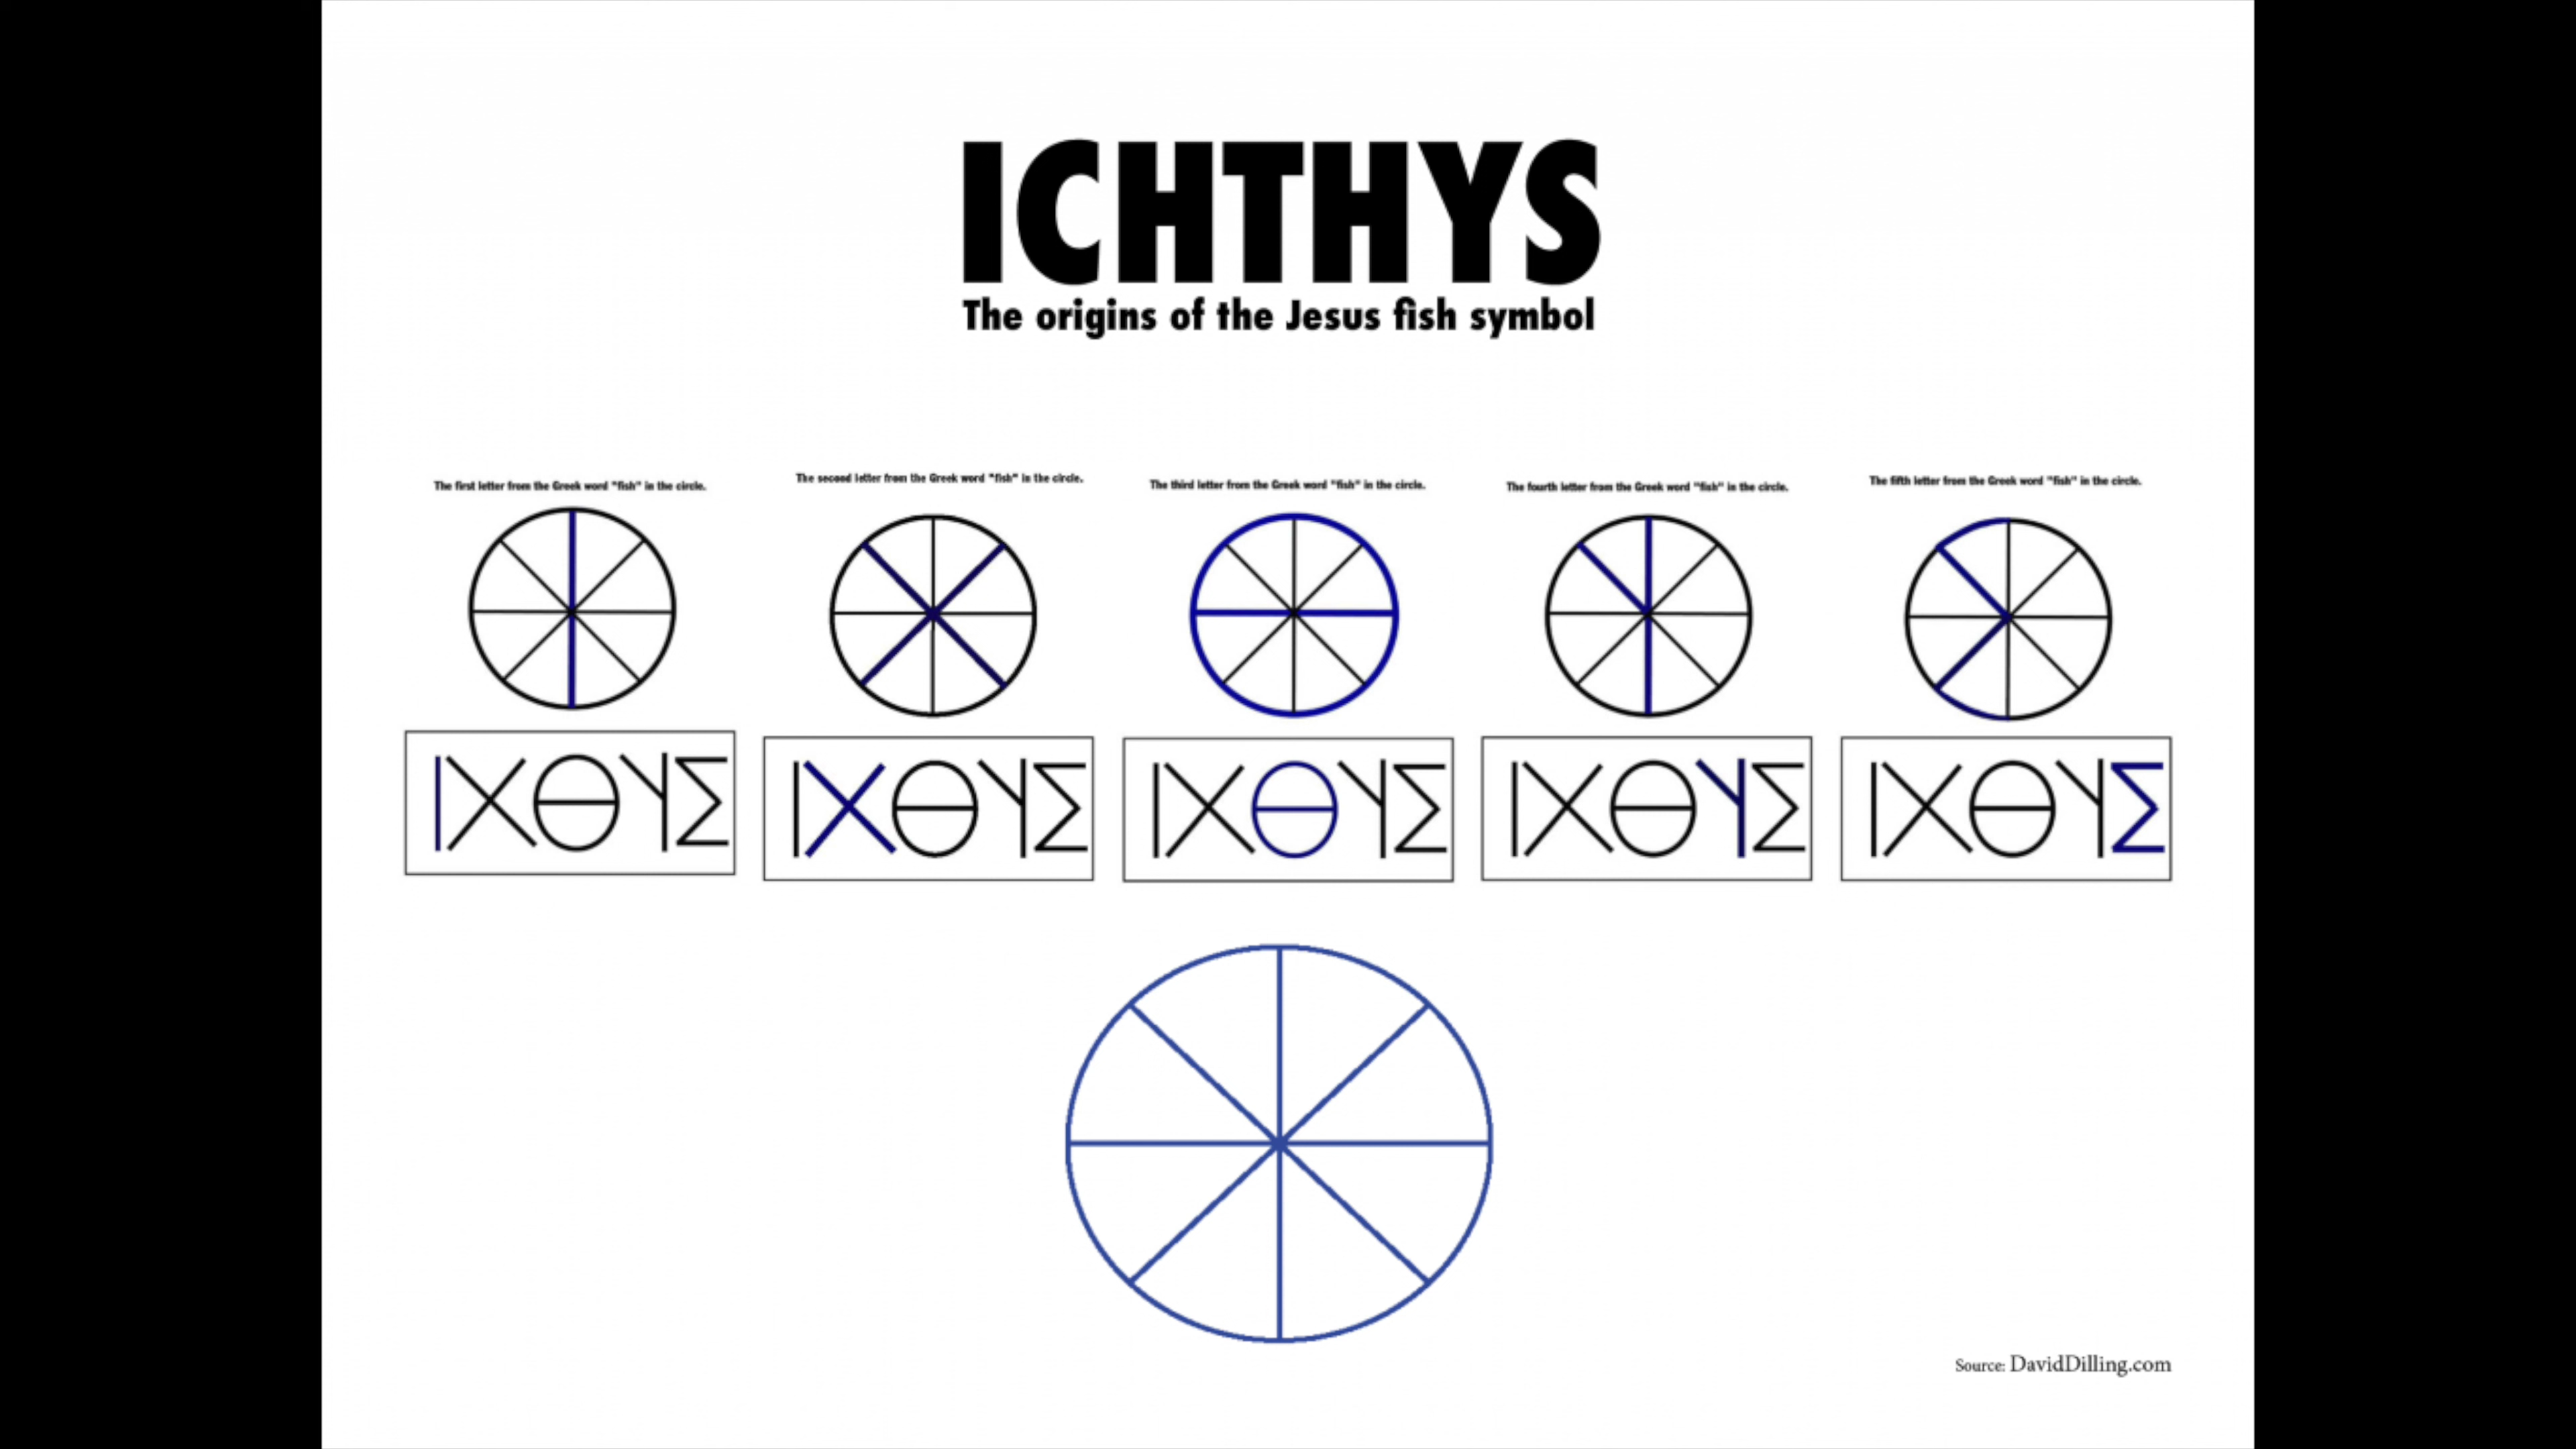 ICHTHYS
The origins of the Jesus fish symbol
The first letter from the Greek word "fish" in the circle.
The second letter from the Greek word "fish" in the circle.
The third letter from the Greek word "fish" in the circle.
The fourth letter from the Greek word "fish" in the circle.
The fifth letter from the Greek word "fish" in the circle.
ΙΧΘΥΣ
ΙΧΘΥΣ
ΙΧΘΥΣ
ΙΧΘΥΣ
ΙΧΘΥΣ
Source: DavidDilling.com